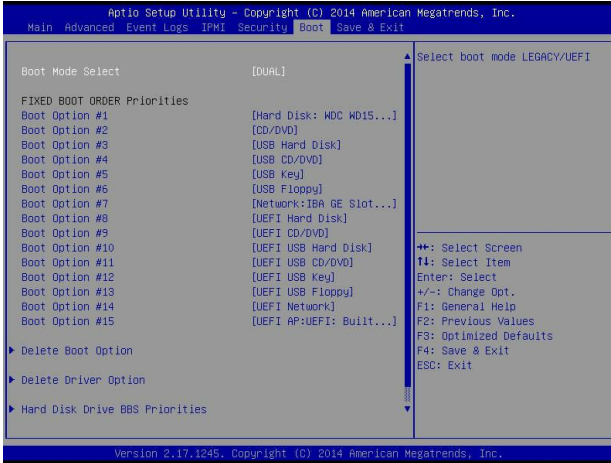 Aptio Setup Utility – Copyright (C) 2014 American Megatrends, Inc.
Main Advanced Event Logs IPMI Security Boot Save & Exit
Boot Mode Select [DUAL]
FIXED BOOT ORDER Priorities
Boot Option #1 [Hard Disk: WDC WD15...]
Boot Option #2 [CD/DVD]
Boot Option #3 [USB Hard Disk]
Boot Option #4 [USB CD/DVD]
Boot Option #5 [USB Key]
Boot Option #6 [USB Floppy]
Boot Option #7 [Network:IBA GE Slot...]
Boot Option #8 [UEFI Hard Disk]
Boot Option #9 [UEFI CD/DVD]
Boot Option #10 [UEFI USB Hard Disk]
Boot Option #11 [UEFI USB CD/DVD]
Boot Option #12 [UEFI USB Key]
Boot Option #13 [UEFI USB Floppy]
Boot Option #14 [UEFI Network]
Boot Option #15 [UEFI AP:UEFI: Built...]
Delete Boot Option
Delete Driver Option
Hard Disk Drive BBS Priorities
Select boot mode LEGACY/UEFI
→←: Select Screen
↑↓: Select Item
Enter: Select
+/-: Change Opt.
F1: General Help
F2: Previous Values
F3: Optimized Defaults
F4: Save & Exit
ESC: Exit
Version 2.17.1245. Copyright (C) 2014 American Megatrends, Inc.